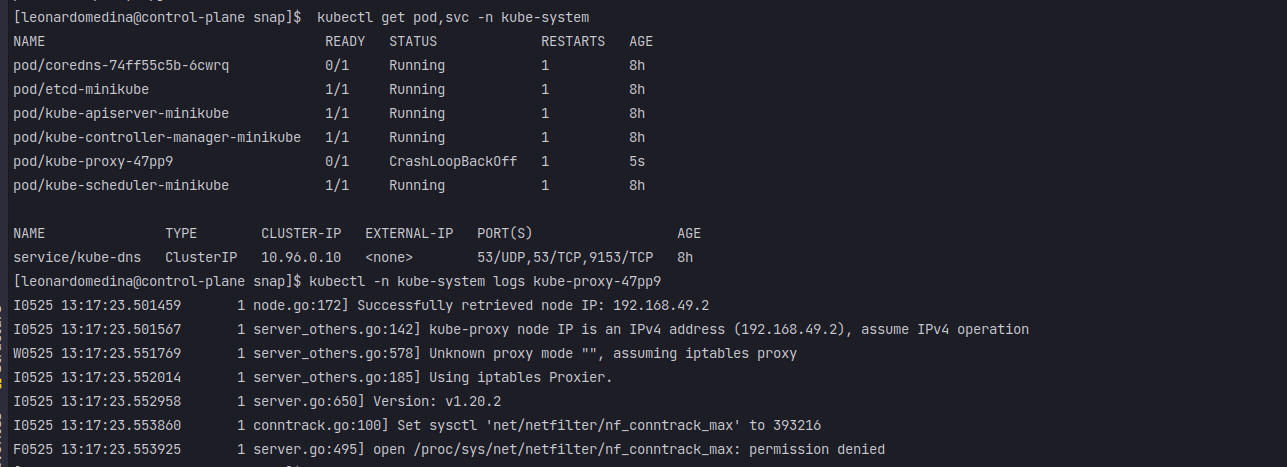 [leonardomedina@control-plane snap]$  kubectl get pod,svc -n kube-system
NAME                                   READY   STATUS             RESTARTS   AGE
pod/coredns-74ff55c5b-6cwrq            0/1     Running            1          8h
pod/etcd-minikube                      1/1     Running            1          8h
pod/kube-apiserver-minikube            1/1     Running            1          8h
pod/kube-controller-manager-minikube   1/1     Running            1          8h
pod/kube-proxy-47pp9                   0/1     CrashLoopBackOff   1          5s
pod/kube-scheduler-minikube            1/1     Running            1          8h
NAME               TYPE        CLUSTER-IP   EXTERNAL-IP   PORT(S)                  AGE
service/kube-dns   ClusterIP   10.96.0.10   <none>        53/UDP,53/TCP,9153/TCP   8h
[leonardomedina@control-plane snap]$ kubectl -n kube-system logs kube-proxy-47pp9
I0525 13:17:23.501459       1 node.go:172] Successfully retrieved node IP: 192.168.49.2
I0525 13:17:23.501567       1 server_others.go:142] kube-proxy node IP is an IPv4 address (192.168.49.2), assume IPv4 operation
W0525 13:17:23.551769       1 server_others.go:578] Unknown proxy mode "", assuming iptables proxy
I0525 13:17:23.552014       1 server_others.go:185] Using iptables Proxier.
I0525 13:17:23.552958       1 server.go:650] Version: v1.20.2
I0525 13:17:23.553860       1 conntrack.go:100] Set sysctl 'net/netfilter/nf_conntrack_max' to 393216
F0525 13:17:23.553925       1 server.go:495] open /proc/sys/net/netfilter/nf_conntrack_max: permission denied